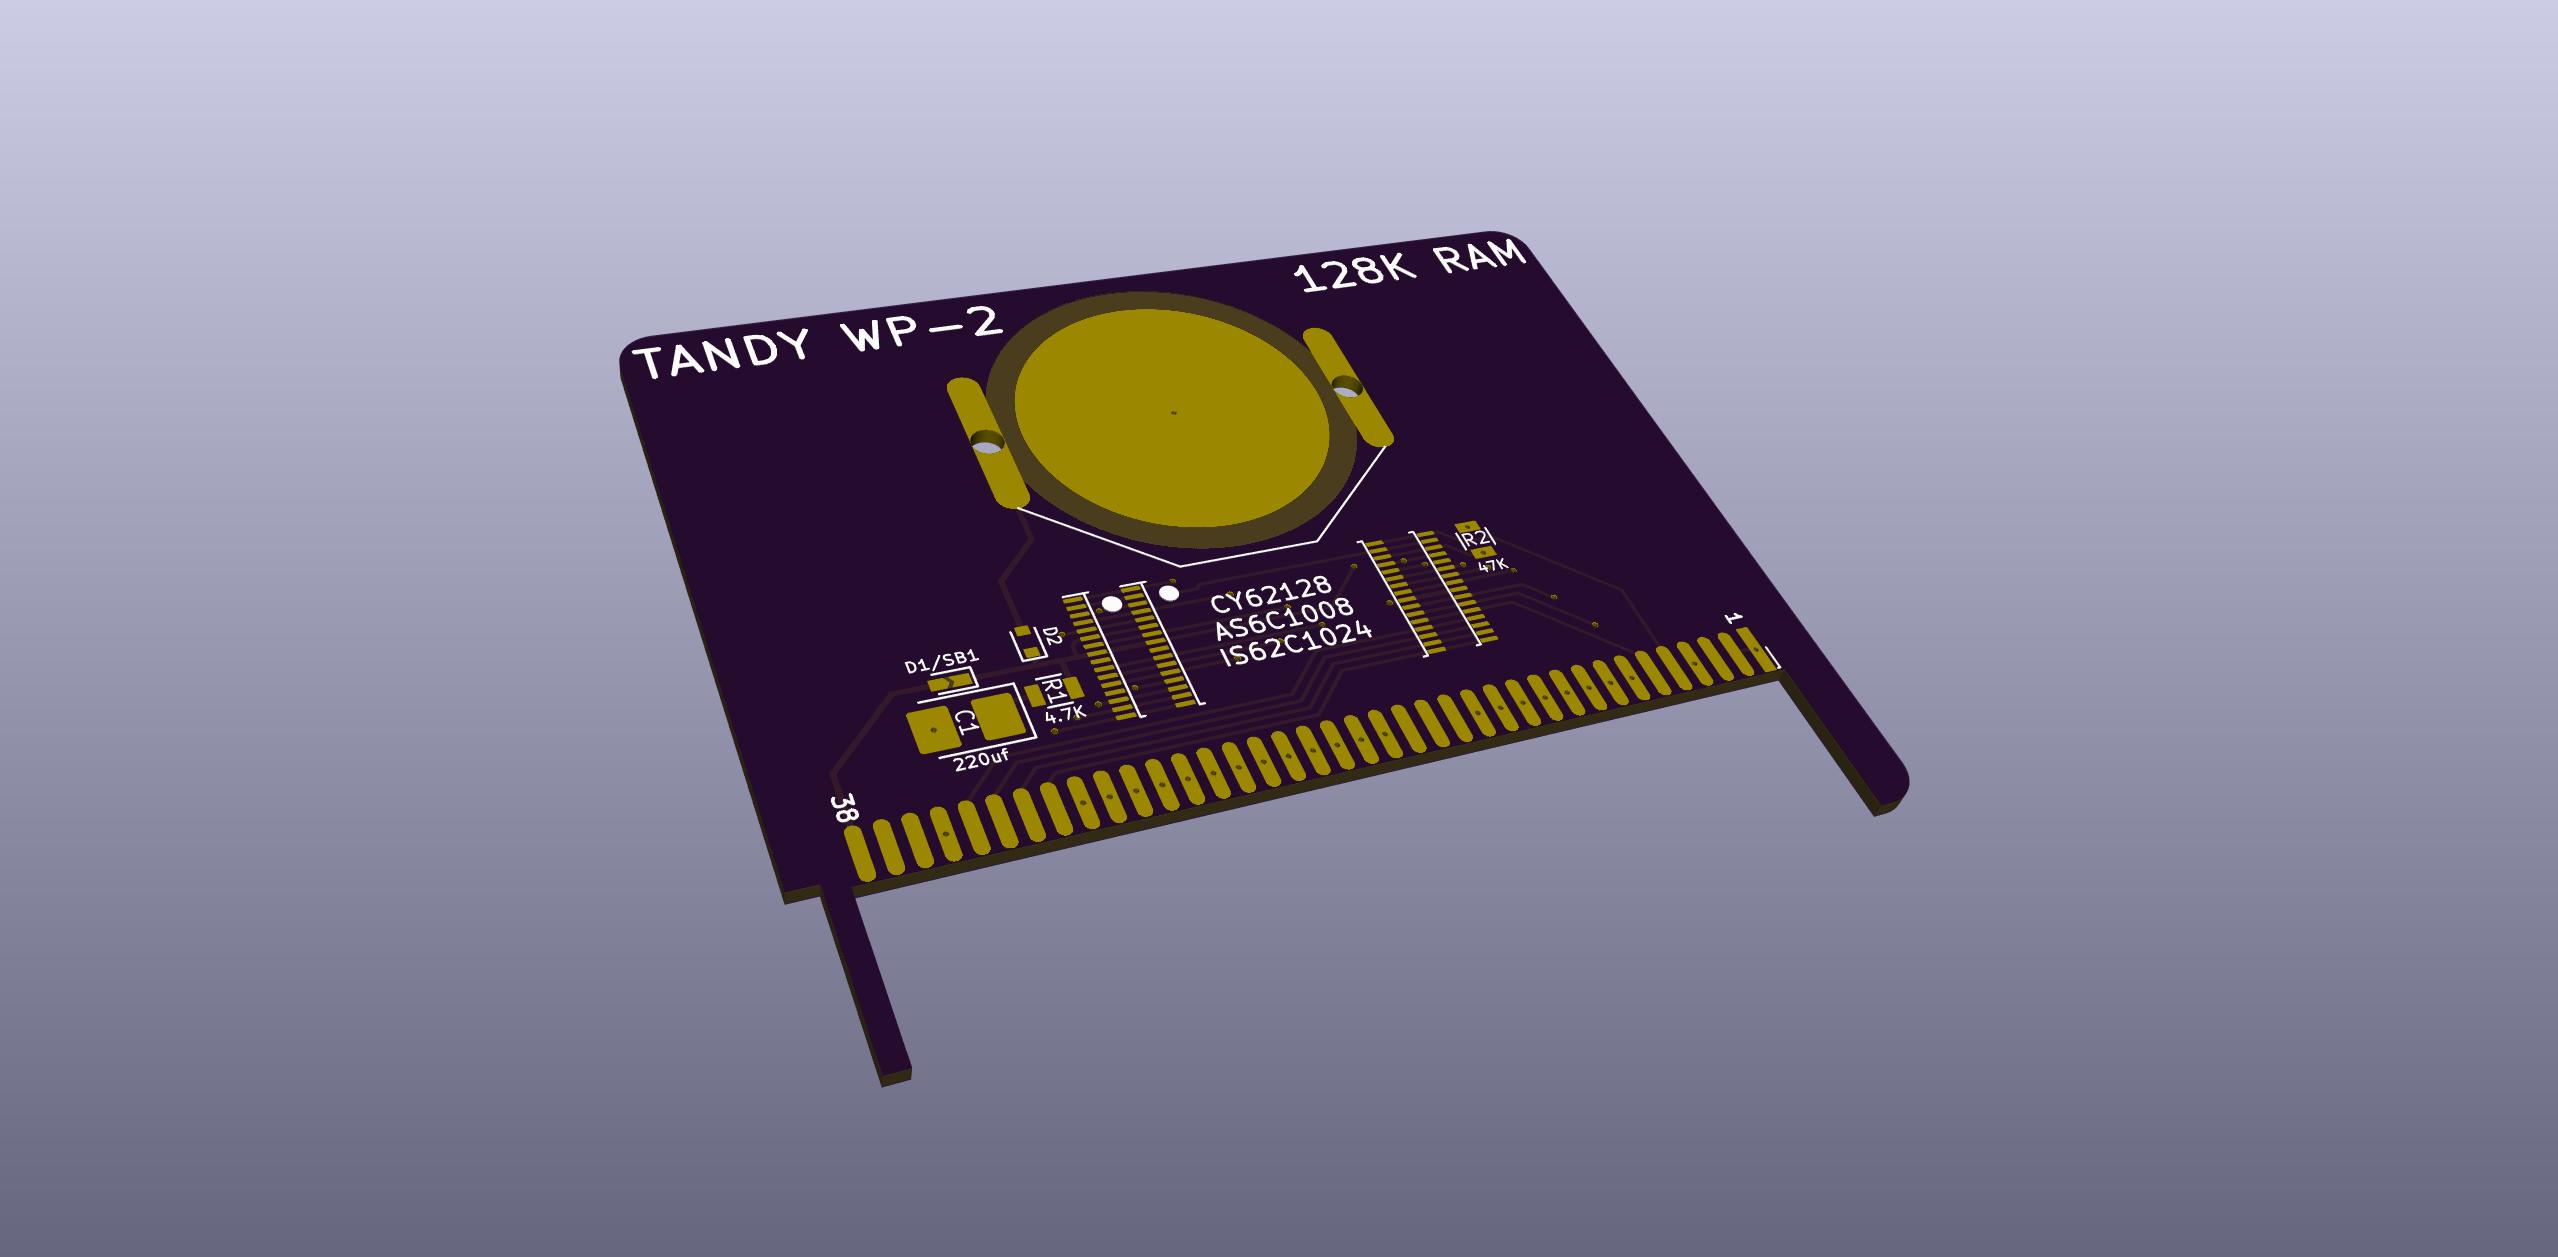 TANDY WP-2
128K RAM
R2
47K
CY62128
AS6C1008
IS62C1024
D2
D1/SB1
R1
4.7K
C1
220uf
1
38